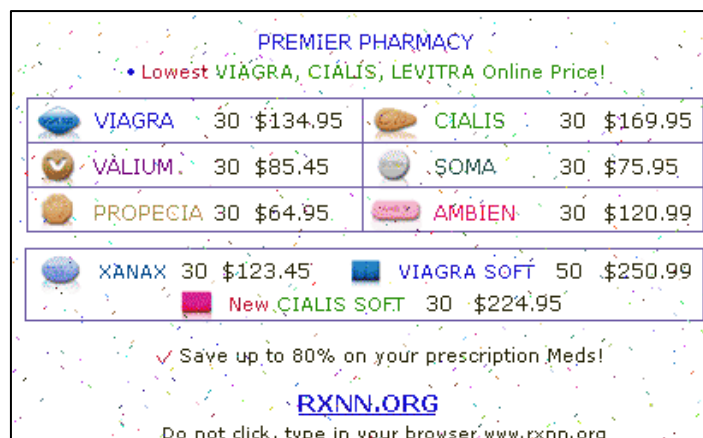 PREMIER PHARMACY
• Lowest VIAGRA, CIALIS, LEVITRA Online Price!
VIAGRA 30 $134.95 CIALIS 30 $169.95
VALIUM 30 $85.45 SOMA 30 $75.95
PROPECIA 30 $64.95 AMBIEN 30 $120.99
XANAX 30 $123.45 VIAGRA SOFT 50 $250.99
New CIALIS SOFT 30 $224.95
✓ Save up to 80% on your prescription Meds!
RXNN.ORG
Do not click, type in your browser www.rxnn.org